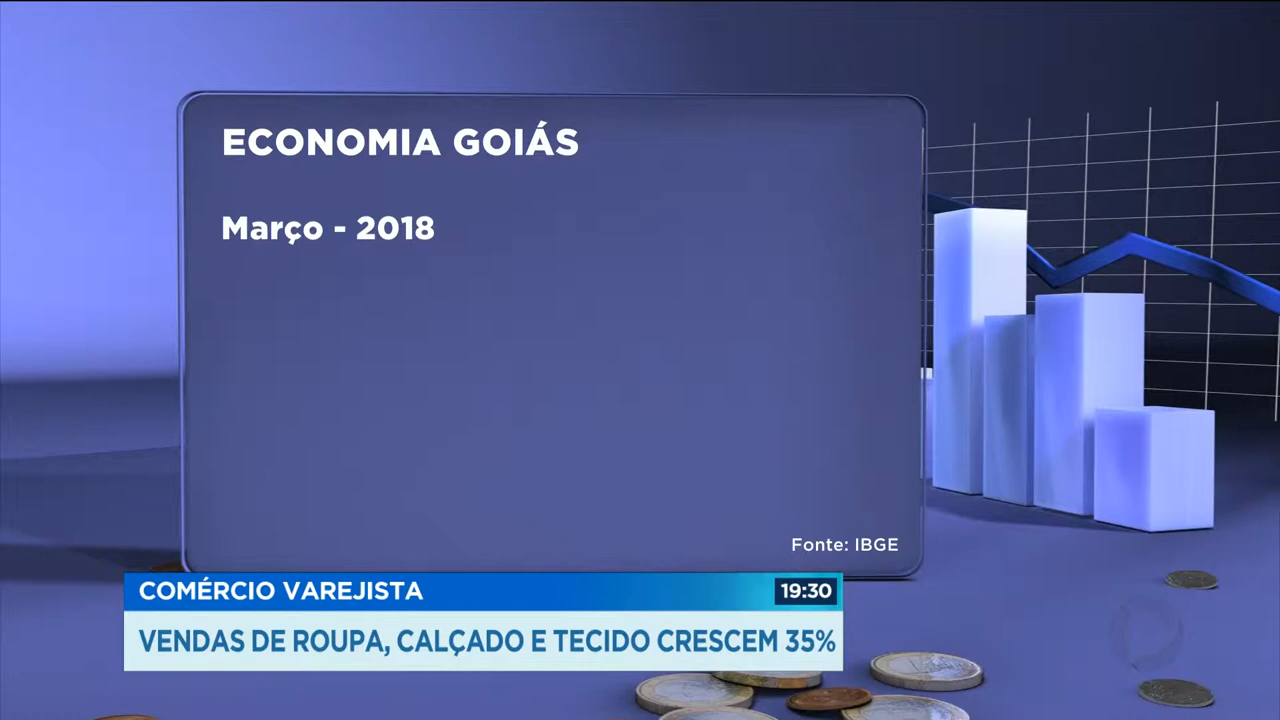 ECONOMIA GOIÁS
Março - 2018
Fonte: IBGE
COMÉRCIO VAREJISTA
19:30
VENDAS DE ROUPA, CALÇADO E TECIDO CRESCEM 35%